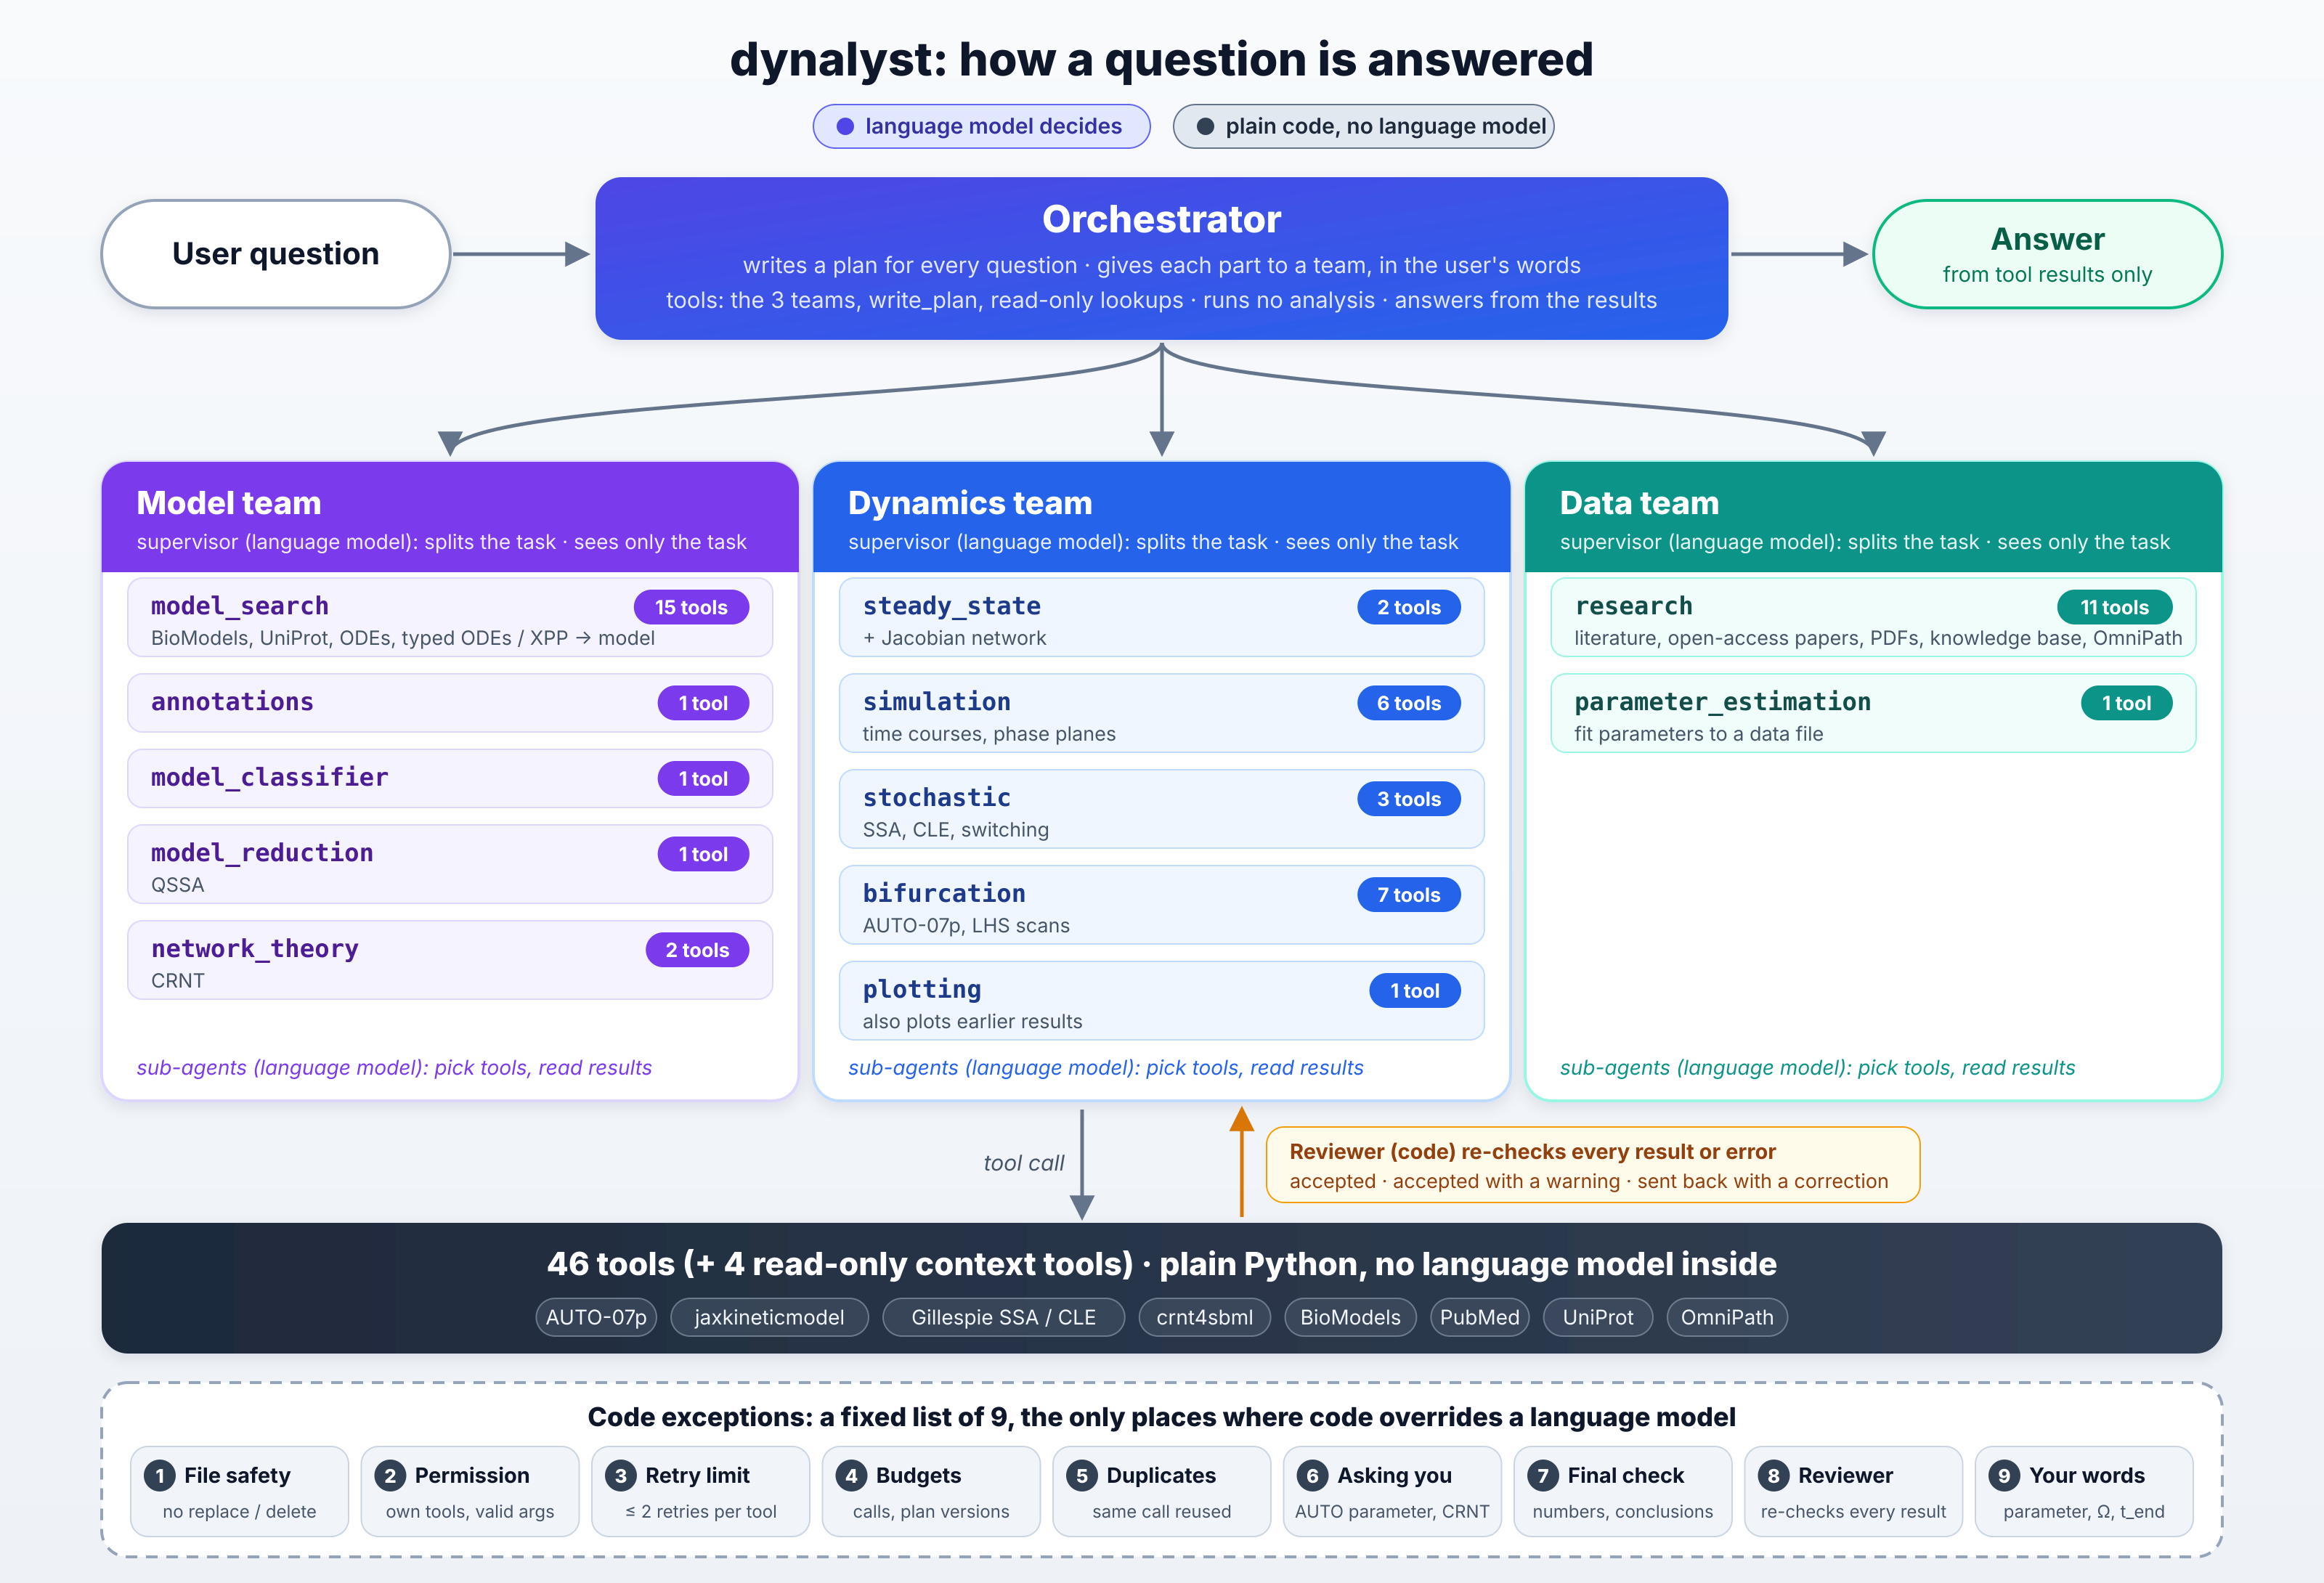 dynalyst: how a question is answered
language model decides
plain code, no language model
User question
Orchestrator
writes a plan for every question · gives each part to a team, in the user's words
tools: the 3 teams, write_plan, read-only lookups · runs no analysis · answers from the results
Answer
from tool results only
Model team
supervisor (language model): splits the task · sees only the task
model_search
15 tools
BioModels, UniProt, ODEs, typed ODEs / XPP → model
annotations
1 tool
model_classifier
1 tool
model_reduction
1 tool
QSSA
network_theory
2 tools
CRNT
sub-agents (language model): pick tools, read results
Dynamics team
supervisor (language model): splits the task · sees only the task
steady_state
2 tools
+ Jacobian network
simulation
6 tools
time courses, phase planes
stochastic
3 tools
SSA, CLE, switching
bifurcation
7 tools
AUTO-07p, LHS scans
plotting
1 tool
also plots earlier results
sub-agents (language model): pick tools, read results
Data team
supervisor (language model): splits the task · sees only the task
research
11 tools
literature, open-access papers, PDFs, knowledge base, OmniPath
parameter_estimation
1 tool
fit parameters to a data file
sub-agents (language model): pick tools, read results
tool call
Reviewer (code) re-checks every result or error
accepted · accepted with a warning · sent back with a correction
46 tools (+ 4 read-only context tools) · plain Python, no language model inside
AUTO-07p
jaxkineticmodel
Gillespie SSA / CLE
crnt4sbml
BioModels
PubMed
UniProt
OmniPath
Code exceptions: a fixed list of 9, the only places where code overrides a language model
1 File safety
no replace / delete
2 Permission
own tools, valid args
3 Retry limit
≤ 2 retries per tool
4 Budgets
calls, plan versions
5 Duplicates
same call reused
6 Asking you
AUTO parameter, CRNT
7 Final check
numbers, conclusions
8 Reviewer
re-checks every result
9 Your words
parameter, Ω, t_end